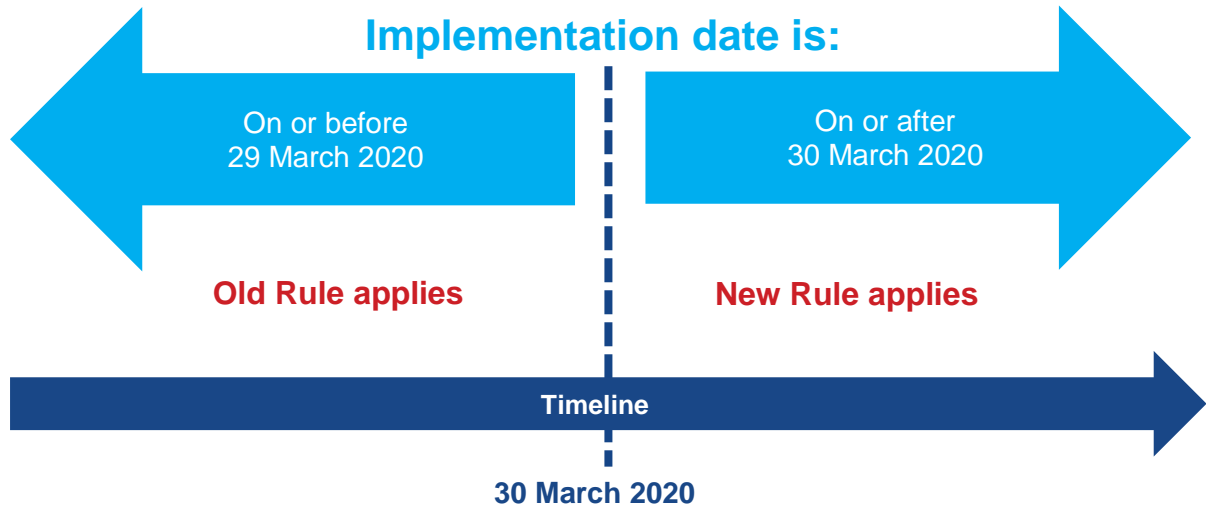 Implementation date is:
On or before
29 March 2020
On or after
30 March 2020
Old Rule applies
New Rule applies
Timeline
30 March 2020